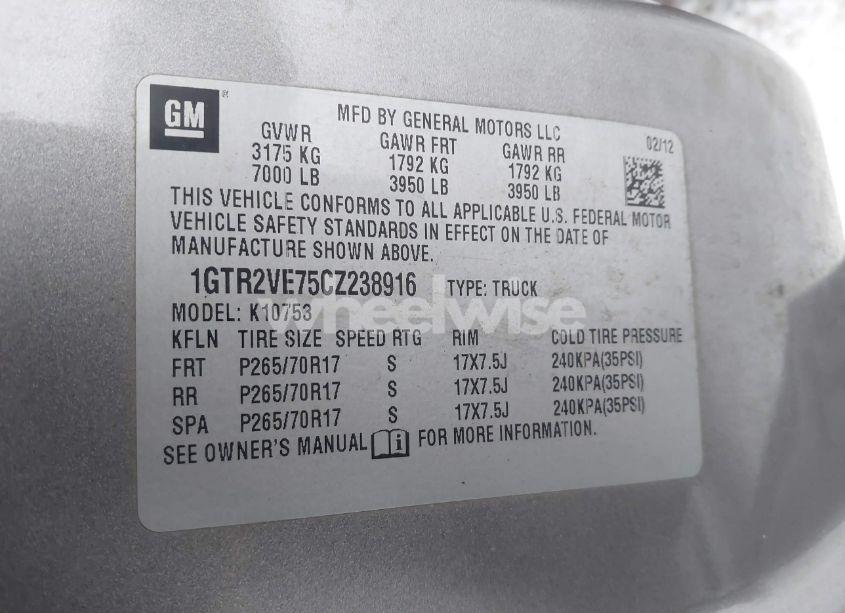 GM
MFD BY GENERAL MOTORS LLC
02/12
GVWR GAWR FRT GAWR RR
3175 KG 1792 KG 1792 KG
7000 LB 3950 LB 3950 LB
THIS VEHICLE CONFORMS TO ALL APPLICABLE U.S. FEDERAL MOTOR
VEHICLE SAFETY STANDARDS IN EFFECT ON THE DATE OF
MANUFACTURE SHOWN ABOVE.
1GTR2VE75CZ238916 TYPE: TRUCK
wheelwise
MODEL: K10753
KFLN TIRE SIZE SPEED RTG RIM COLD TIRE PRESSURE
FRT P265/70R17 S 17X7.5J 240KPA(35PSI)
RR P265/70R17 S 17X7.5J 240KPA(35PSI)
SPA P265/70R17 S 17X7.5J 240KPA(35PSI)
SEE OWNER'S MANUAL FOR MORE INFORMATION.